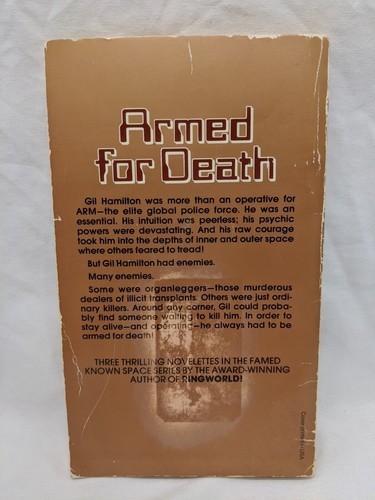 Armed
for Death
Gil Hamilton was more than an operative for
ARM—the elite global police force. He was an
essential. His intuition was peerless; his psychic
powers were devastating. And his raw courage
took him into the depths of inner and outer space
where others feared to tread!
But Gil Hamilton had enemies.
Many enemies.
Some were organleggers—those murderous
dealers of illicit transplants. Others were just ordi-
nary killers. Around any corner, Gil could proba-
bly find someone waiting to kill him. In order to
stay alive—and operating—he always had to be
armed for death!
THREE THRILLING NOVELETTES IN THE FAMED
KNOWN SPACE SERIES BY THE AWARD-WINNING
AUTHOR OF RINGWORLD!
Cover printed in USA